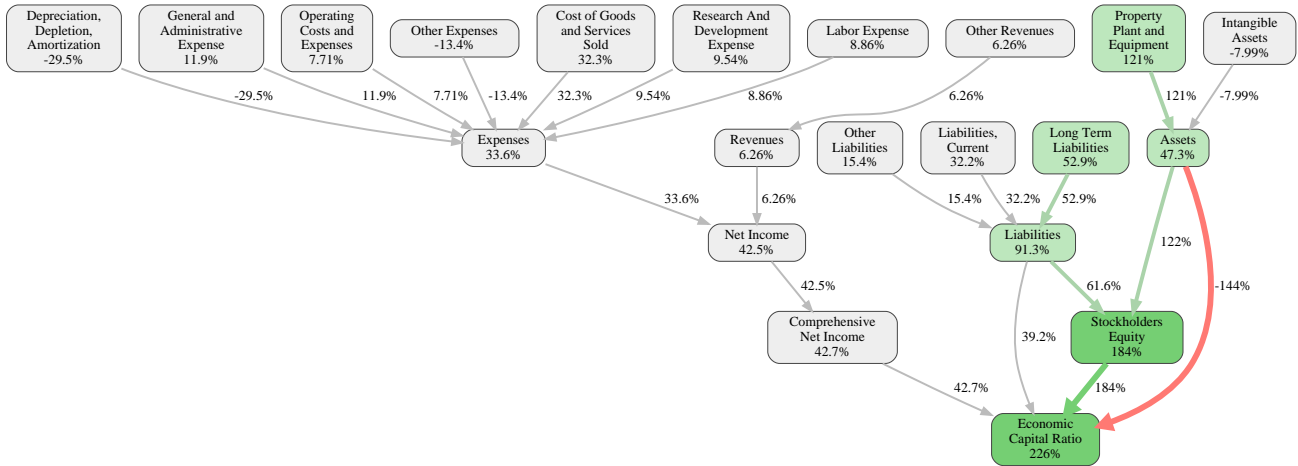 Depreciation,
Depletion,
Amortization
-29.5%
General and
Administrative
Expense
11.9%
Operating
Costs and
Expenses
7.71%
Other Expenses
-13.4%
Cost of Goods
and Services
Sold
32.3%
Research And
Development
Expense
9.54%
Labor Expense
8.86%
Other Revenues
6.26%
Property
Plant and
Equipment
121%
Intangible
Assets
-7.99%
-29.5%
11.9%
7.71%
-13.4%
32.3%
9.54%
8.86%
6.26%
121%
-7.99%
Expenses
33.6%
Revenues
6.26%
Other
Liabilities
15.4%
Liabilities,
Current
32.2%
Long Term
Liabilities
52.9%
Assets
47.3%
33.6%
6.26%
15.4%
32.2%
52.9%
Net Income
42.5%
Liabilities
91.3%
122%
42.5%
61.6%
-144%
Comprehensive
Net Income
42.7%
39.2%
Stockholders
Equity
184%
42.7%
184%
Economic
Capital Ratio
226%